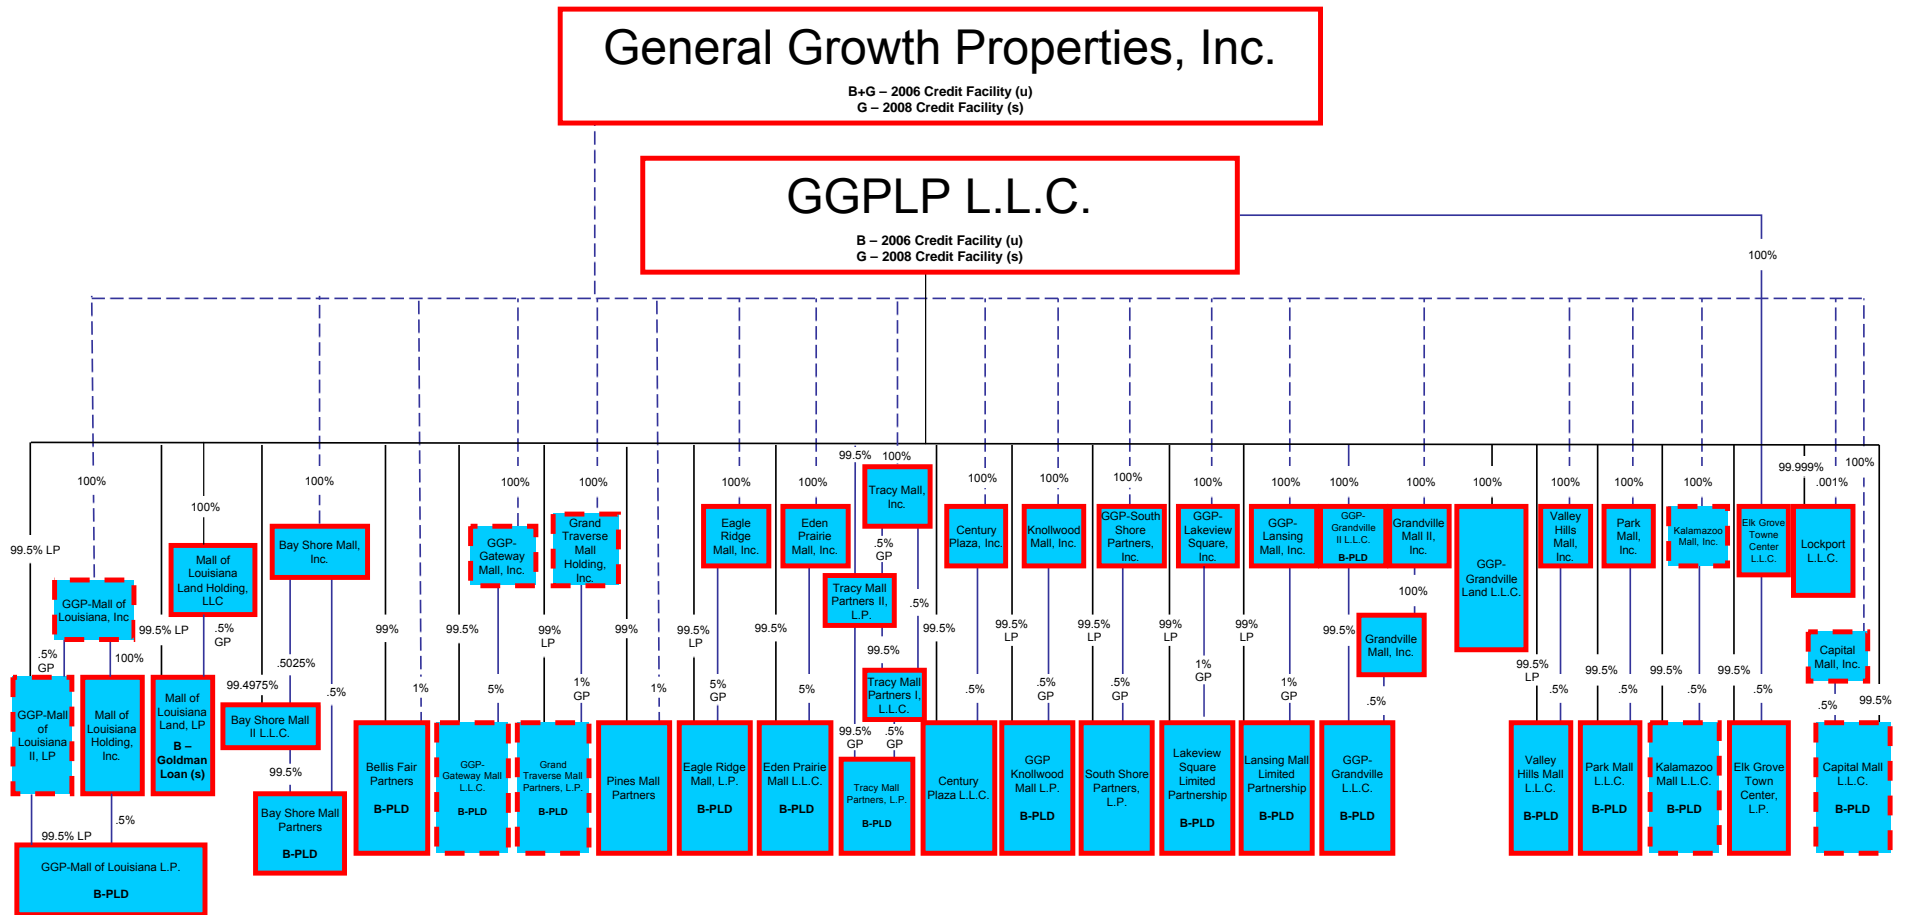 General Growth Properties, Inc.
B+G – 2006 Credit Facility (u)
G – 2008 Credit Facility (s)
GGPLP L.L.C.
B – 2006 Credit Facility (u)
G – 2008 Credit Facility (s)
100%
99.5% LP
100%
GGP-Mall of
Louisiana, Inc
.5%
GP
100%
GGP-Mall
of
Louisiana
II, LP
Mall of
Louisiana
Holding,
Inc.
99.5% LP
.5%
GGP-Mall of Louisiana L.P.
B-PLD
99.5% LP
100%
Mall of
Louisiana
Land Holding,
LLC
.5%
GP
Mall of
Louisiana
Land, LP
B –
Goldman
Loan (s)
100%
Bay Shore Mall,
Inc.
.5025%
99.4975%
.5%
Bay Shore Mall
II L.L.C.
99.5%
Bay Shore Mall
Partners
B-PLD
99%
1%
Bellis Fair
Partners
B-PLD
100%
GGP-
Gateway
Mall, Inc.
99.5%
5%
GGP-
Gateway Mall
L.L.C.
B-PLD
100%
Grand
Traverse
Mall
Holding,
Inc.
99%
LP
1%
GP
Grand
Traverse Mall
Partners, L.P.
B-PLD
99%
1%
Pines Mall
Partners
100%
Eagle
Ridge
Mall, Inc.
99.5%
LP
5%
GP
Eagle Ridge
Mall, L.P.
B-PLD
100%
Eden
Prairie
Mall, Inc.
99.5%
5%
Eden Prairie
Mall L.L.C.
B-PLD
99.5%
100%
Tracy Mall,
Inc.
.5%
GP
Tracy Mall
Partners II,
L.P.
.5%
99.5%
Tracy Mall
Partners I,
L.L.C.
99.5%
GP
.5%
GP
Tracy Mall
Partners, L.P.
B-PLD
100%
Century
Plaza, Inc.
99.5%
.5%
Century
Plaza L.L.C.
100%
Knollwood
Mall, Inc.
99.5%
LP
.5%
GP
GGP
Knollwood
Mall L.P.
B-PLD
100%
GGP-South
Shore
Partners,
Inc.
99.5%
LP
.5%
GP
South Shore
Partners,
L.P.
100%
GGP-
Lakeview
Square,
Inc.
99%
LP
1%
GP
Lakeview
Square
Limited
Partnership
B-PLD
100%
GGP-
Lansing
Mall, Inc.
99%
LP
1%
GP
Lansing Mall
Limited
Partnership
B-PLD
100%
GGP-
Grandville
II L.L.C.
B-PLD
100%
Grandville
Mall II,
Inc.
100%
Grandville
Mall, Inc.
99.5%
.5%
GGP-
Grandville
L.L.C.
B-PLD
100%
GGP-
Grandville
Land L.L.C.
100%
Valley
Hills
Mall,
Inc.
99.5%
LP
.5%
Valley
Hills Mall
L.L.C.
B-PLD
100%
Park
Mall,
Inc.
99.5%
.5%
Park Mall
L.L.C.
B-PLD
100%
Kalamazoo
Mall, Inc.
99.5%
.5%
Kalamazoo
Mall L.L.C.
B-PLD
Elk Grove
Towne
Center
L.L.C.
99.5%
.5%
Elk Grove
Town
Center,
L.P.
99.999%
.001%
Lockport
L.L.C.
100%
Capital
Mall, Inc.
.5%
99.5%
Capital Mall
L.L.C.
B-PLD